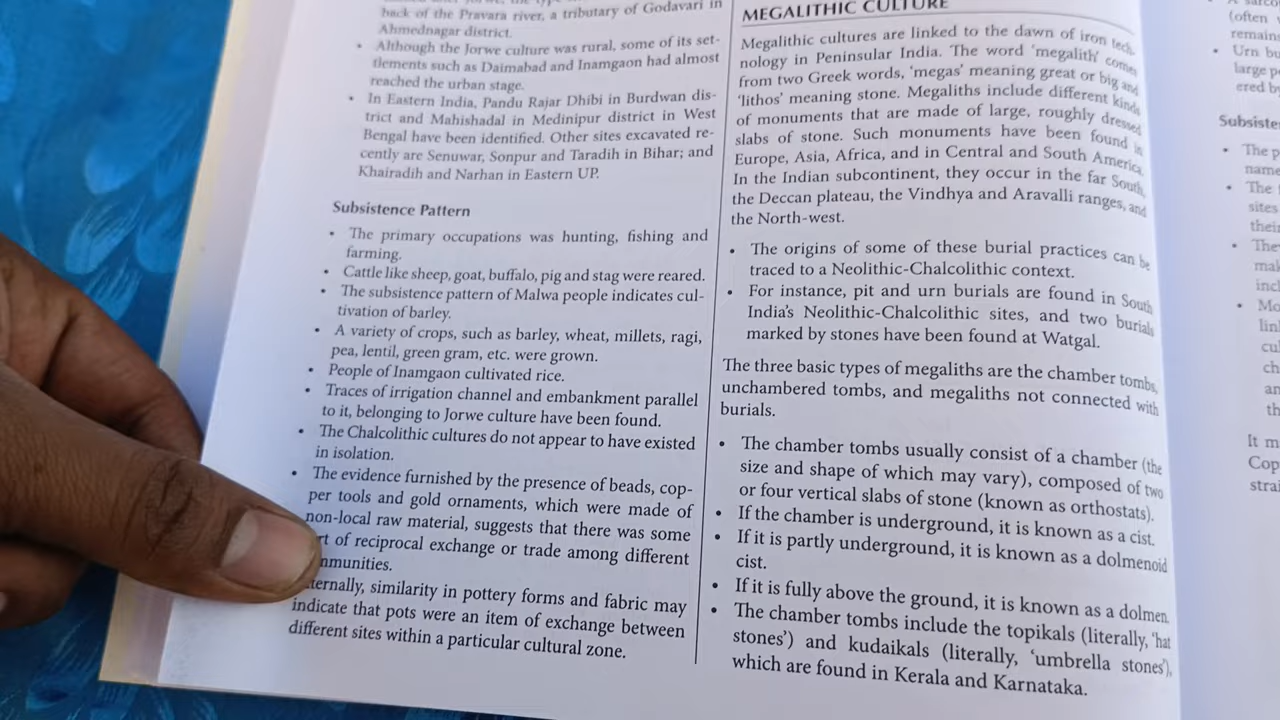 back of the Pravara river, a tributary of Godavari in
Ahmednagar district.
• Although the Jorwe culture was rural, some of its set-
tlements such as Daimabad and Inamgaon had almost
reached the urban stage.
• In Eastern India, Pandu Rajar Dhibi in Burdwan dis-
trict and Mahishadal in Medinipur district in West
Bengal have been identified. Other sites excavated re-
cently are Senuwar, Sonpur and Taradih in Bihar; and
Khairadih and Narhan in Eastern UP.
Subsistence Pattern
• The primary occupations was hunting, fishing and
farming.
• Cattle like sheep, goat, buffalo, pig and stag were reared.
• The subsistence pattern of Malwa people indicates cul-
tivation of barley.
• A variety of crops, such as barley, wheat, millets, ragi,
pea, lentil, green gram, etc. were grown.
• People of Inamgaon cultivated rice.
• Traces of irrigation channel and embankment parallel
to it, belonging to Jorwe culture have been found.
• The Chalcolithic cultures do not appear to have existed
in isolation.
• The evidence furnished by the presence of beads, cop-
per tools and gold ornaments, which were made of
non-local raw material, suggests that there was some
of reciprocal exchange or trade among different
similarity in pottery forms and fabric may
indicate that pots were an item of exchange between
different sites within a particular cultural zone.
MEGALITHIC CULTURE
Megalithic cultures are linked to the dawn of iron tech-
nology in Peninsular India. The word 'megalith' comes
from two Greek words, 'megas' meaning great or big and
'lithos' meaning stone. Megaliths include different kinds
of monuments that are made of large, roughly dressed
slabs of stone. Such monuments have been found in
Europe, Asia, Africa, and in Central and South America.
In the Indian subcontinent, they occur in the far South,
the Deccan plateau, the Vindhya and Aravalli ranges, and
the North-west.
• The origins of some of these burial practices can be
traced to a Neolithic-Chalcolithic context.
• For instance, pit and urn burials are found in South
India's Neolithic-Chalcolithic sites, and two burials
marked by stones have been found at Watgal.
The three basic types of megaliths are the chamber tombs,
unchambered tombs, and megaliths not connected with
burials.
• The chamber tombs usually consist of a chamber (the
size and shape of which may vary), composed of two
or four vertical slabs of stone (known as orthostats).
• If the chamber is underground, it is known as a cist.
• If it is partly underground, it is known as a dolmenoid
cist.
• If it is fully above the ground, it is known as a dolmen.
• The chamber tombs include the topikals (literally, 'hat
stones') and kudaikals (literally, 'umbrella stones'),
which are found in Kerala and Karnataka.
(often
• Urn
large
• The
• The
sites
their
It